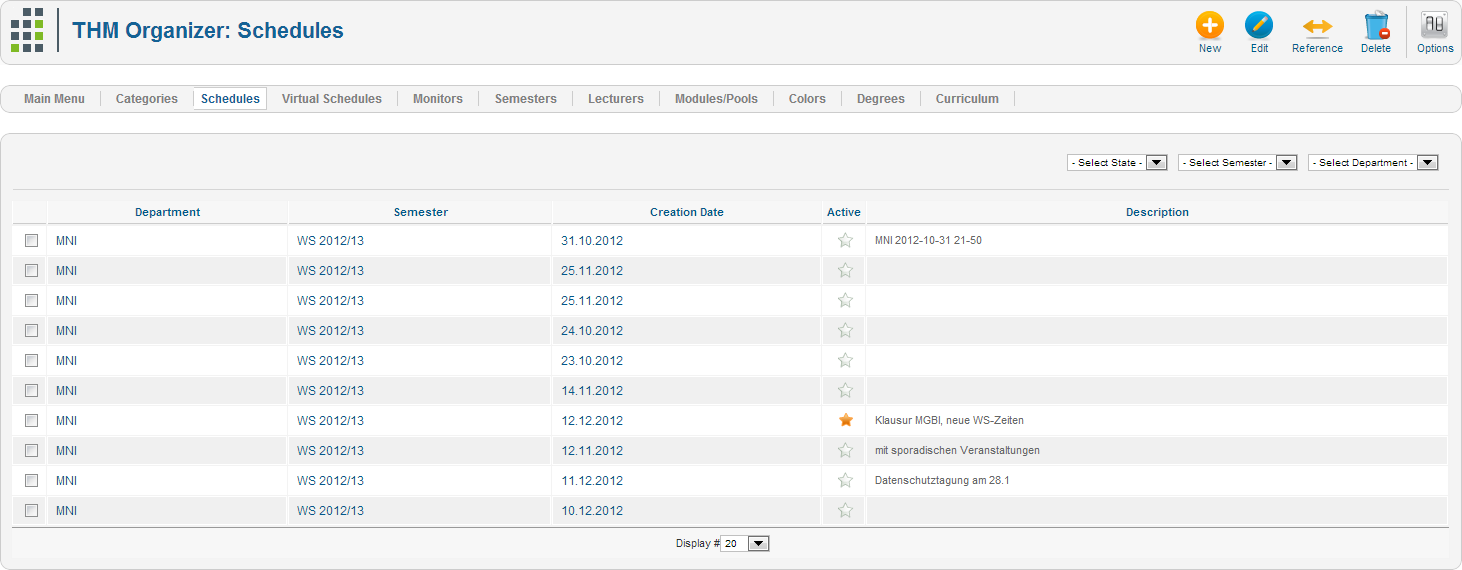 THM Organizer: Schedules
New Edit Reference Delete Options
Main Menu Categories Schedules Virtual Schedules Monitors Semesters Lecturers Modules/Pools Colors Degrees Curriculum
- Select State - - Select Semester - - Select Department -
Department Semester Creation Date Active Description
MNI WS 2012/13 31.10.2012 MNI 2012-10-31 21-50
MNI WS 2012/13 25.11.2012
MNI WS 2012/13 25.11.2012
MNI WS 2012/13 24.10.2012
MNI WS 2012/13 23.10.2012
MNI WS 2012/13 14.11.2012
MNI WS 2012/13 12.12.2012 Klausur MGBI, neue WS-Zeiten
MNI WS 2012/13 12.11.2012 mit sporadischen Veranstaltungen
MNI WS 2012/13 11.12.2012 Datenschutztagung am 28.1
MNI WS 2012/13 10.12.2012
Display # 20